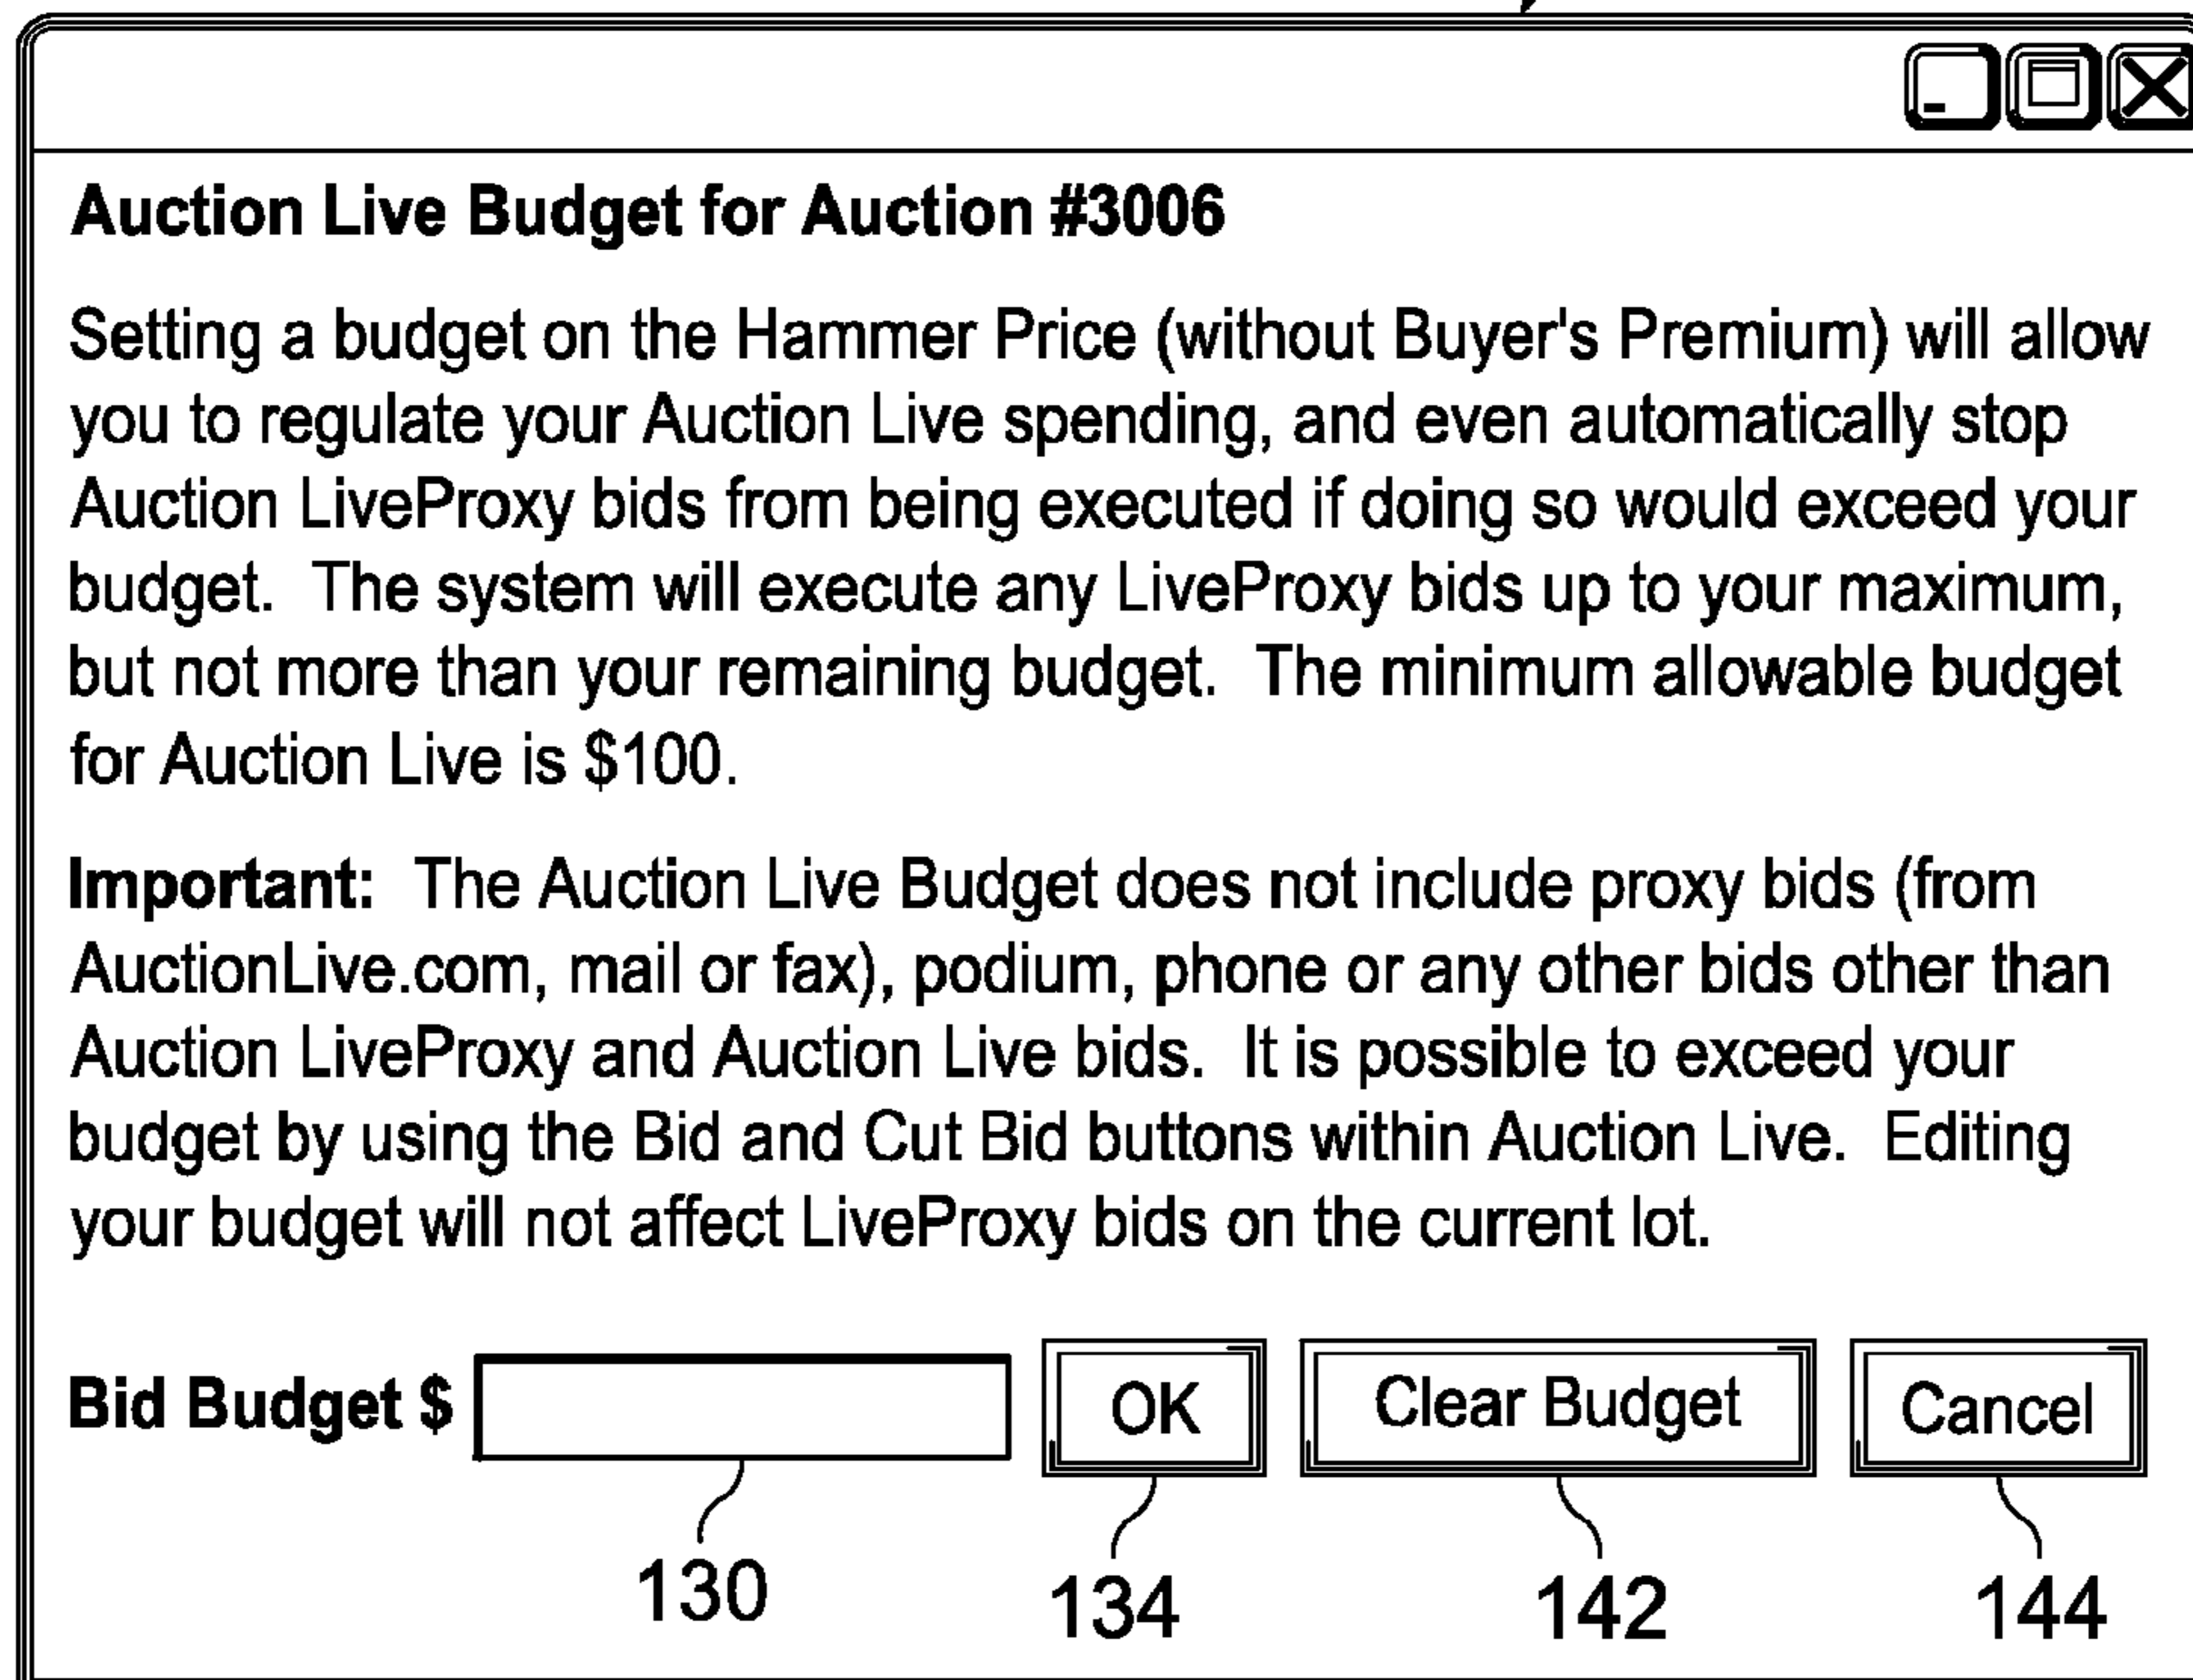 Auction Live Budget for Auction #3006
Setting a budget on the Hammer Price (without Buyer's Premium) will allow
you to regulate your Auction Live spending, and even automatically stop
Auction LiveProxy bids from being executed if doing so would exceed your
budget. The system will execute any LiveProxy bids up to your maximum,
but not more than your remaining budget. The minimum allowable budget
for Auction Live is $100.
Important: The Auction Live Budget does not include proxy bids (from
AuctionLive.com, mail or fax), podium, phone or any other bids other than
Auction LiveProxy and Auction Live bids. It is possible to exceed your
budget by using the Bid and Cut Bid buttons within Auction Live. Editing
your budget will not affect LiveProxy bids on the current lot.
Bid Budget $ OK Clear Budget Cancel
130 134 142 144